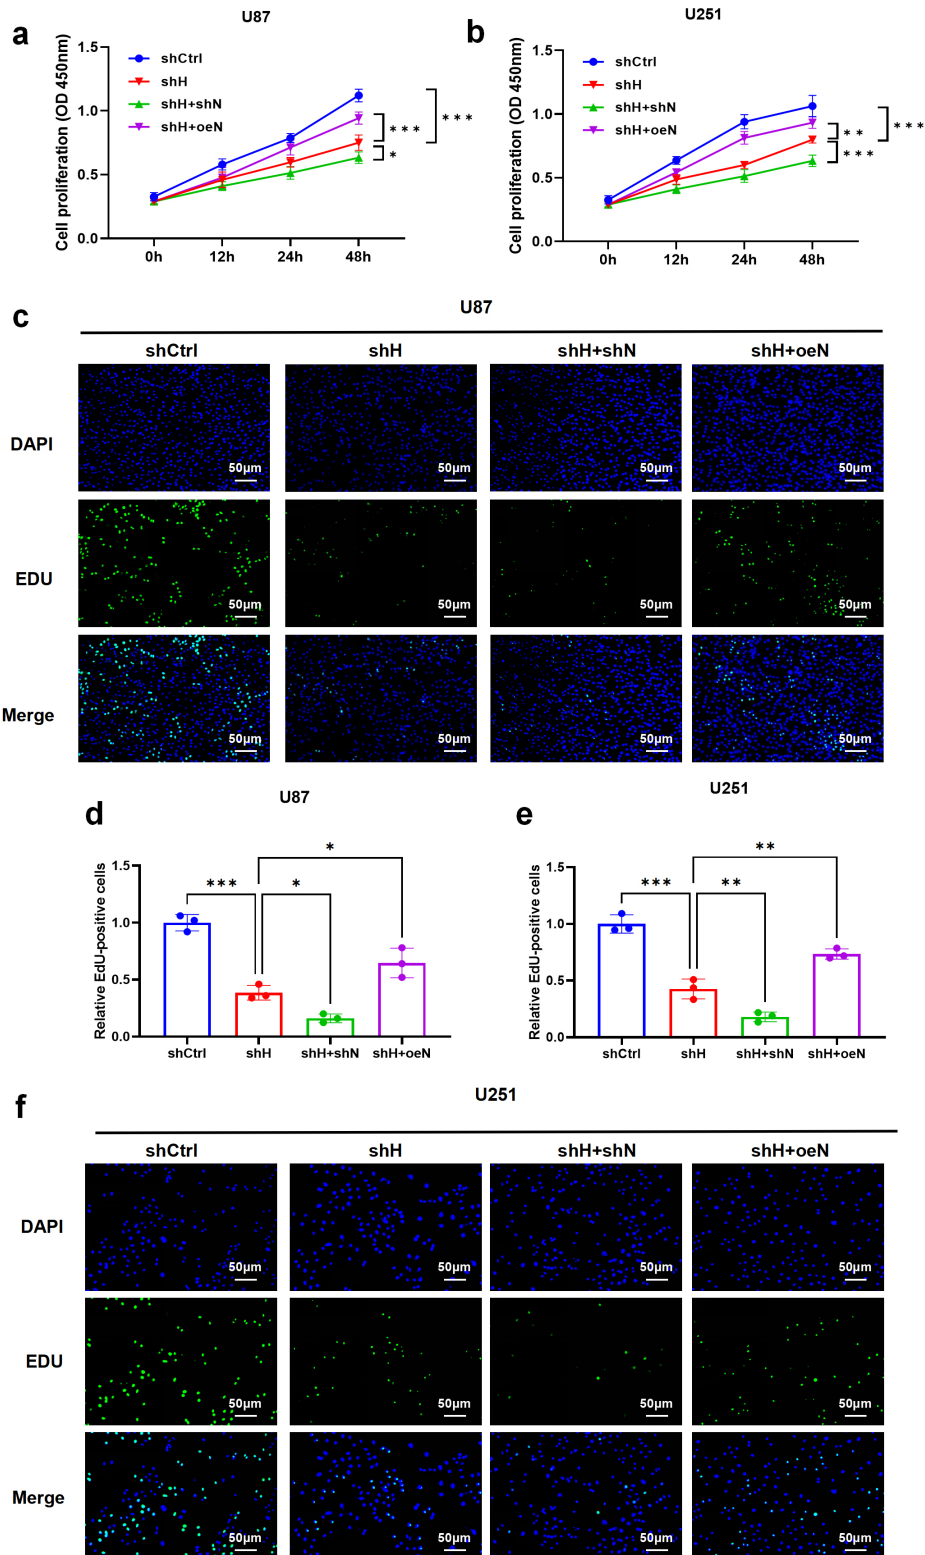 a
U87
Cell proliferation (OD 450nm)
1.5
1.0
0.5
0.0
shCtrl
shH
shH+shN
shH+oeN
***
*
***
0h 12h 24h 48h
b
U251
Cell proliferation (OD 450nm)
1.5
1.0
0.5
0.0
shCtrl
shH
shH+shN
shH+oeN
**
***
***
0h 12h 24h 48h
c
U87
shCtrl shH shH+shN shH+oeN
DAPI
50μm 50μm 50μm 50μm
EDU
50μm 50μm 50μm 50μm
Merge
50μm 50μm 50μm 50μm
d
U87
Relative EdU-positive cells
1.5
1.0
0.5
0.0
*
*** *
shCtrl shH shH+shN shH+oeN
e
U251
Relative EdU-positive cells
1.5
1.0
0.5
0.0
**
*** **
shCtrl shH shH+shN shH+oeN
f
U251
shCtrl shH shH+shN shH+oeN
DAPI
50μm 50μm 50μm 50μm
EDU
50μm 50μm 50μm 50μm
Merge
50μm 50μm 50μm 50μm